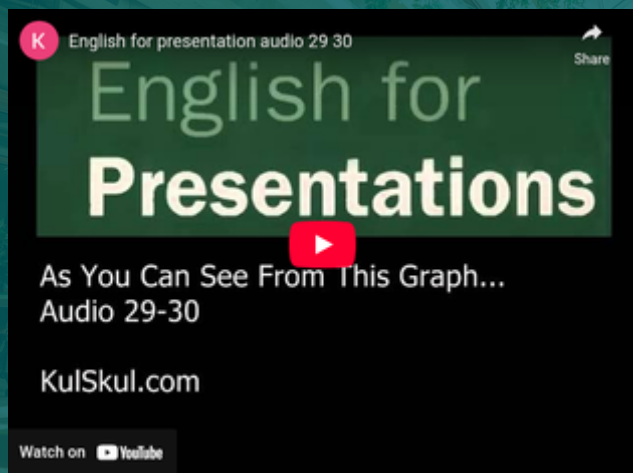 K
English for presentation audio 29 30
Share
English for
Presentations
As You Can See From This Graph...
Audio 29-30
KulSkul.com
Watch on YouTube